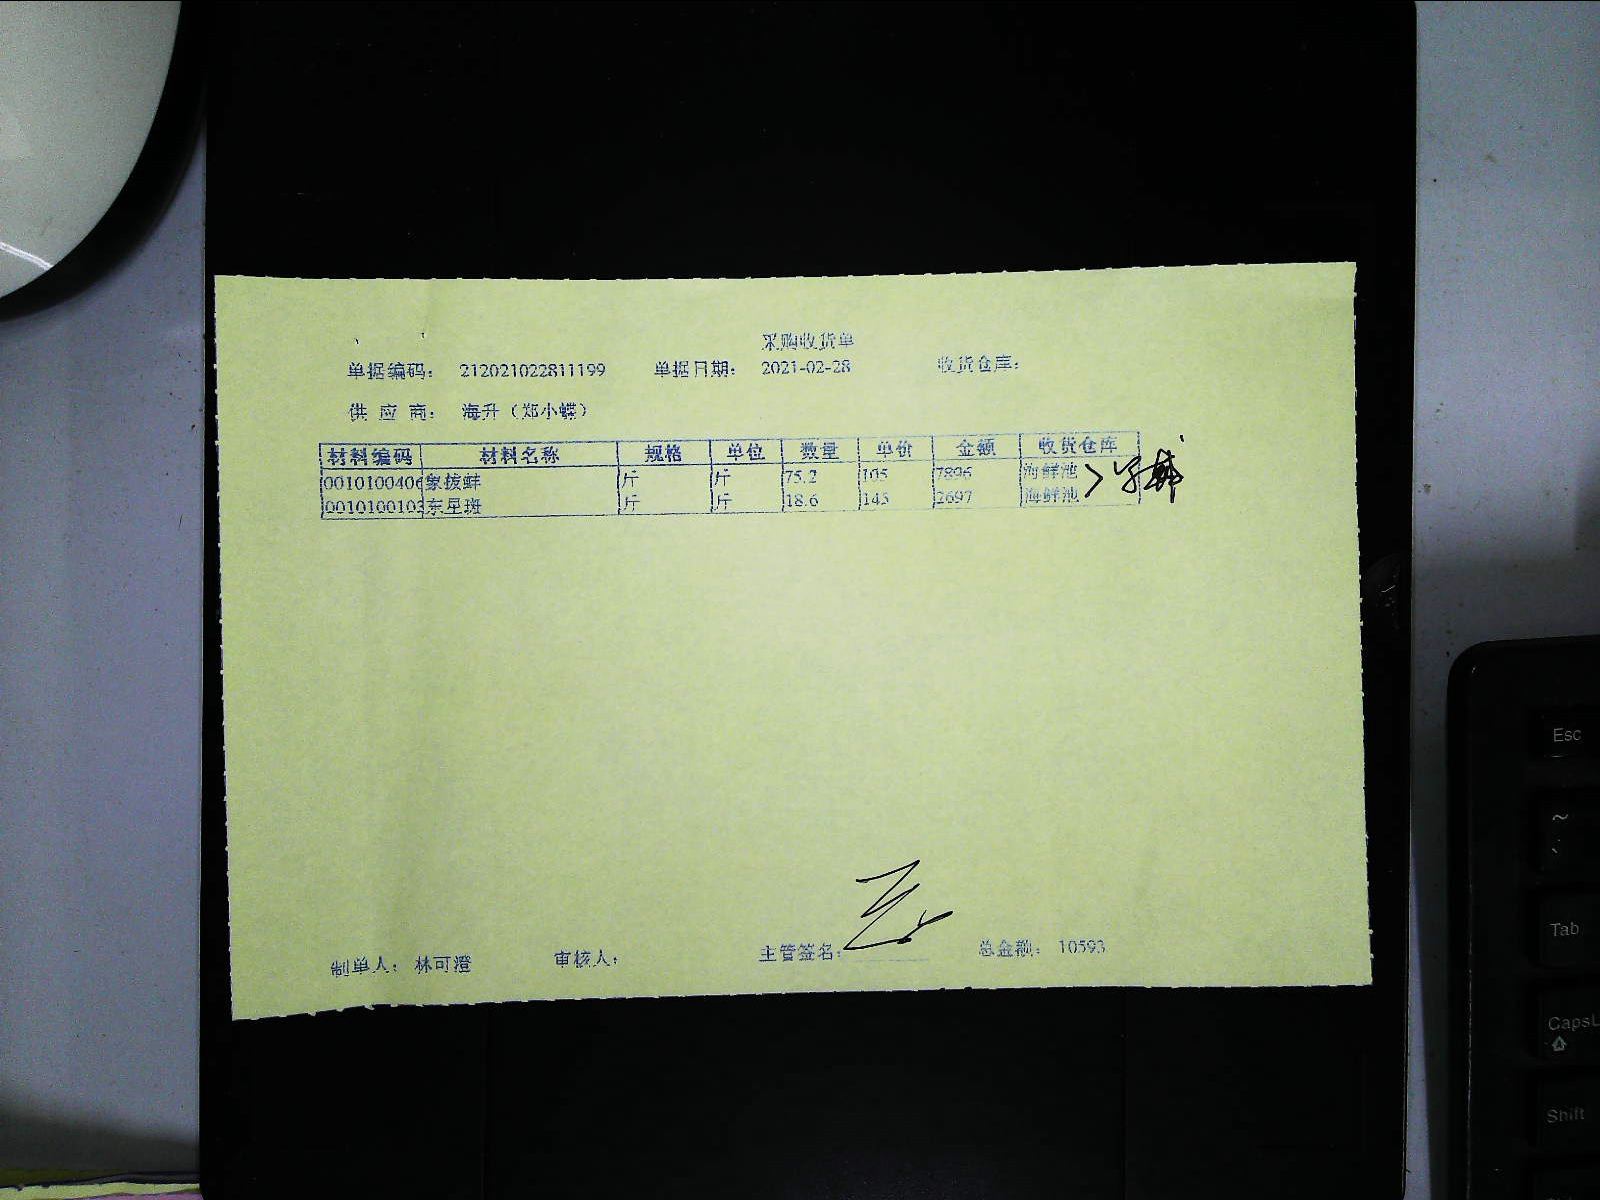 采购收货单
单据编码： 212021022811199 单据日期： 2021-02-28 收货仓库：
供 应 商： 海升（郑小蝶）
材料编码 材料名称 规格 单位 数量 单价 金额 收货仓库
0010100406 象拔蚌 斤 斤 75.2 105 7896 海鲜池
0010100103 东星斑 斤 斤 18.6 145 2697 海鲜池
制单人： 林可澄 审核人： 主管签名： 总金额： 10593
Esc
~
Tab
CapsL
Shift